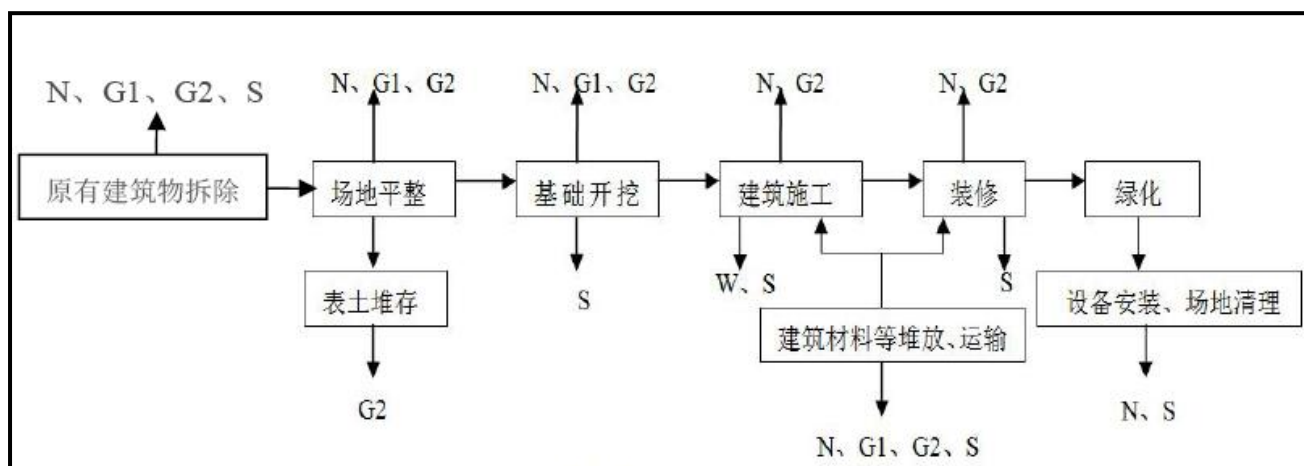 N、G1、G2、S
N、G1、G2
N、G1、G2
N、G2
N、G2
原有建筑物拆除
场地平整
基础开挖
建筑施工
装修
绿化
表土堆存
S
W、S
S
设备安装、场地清理
建筑材料等堆放、运输
G2
N、S
N、G1、G2、S